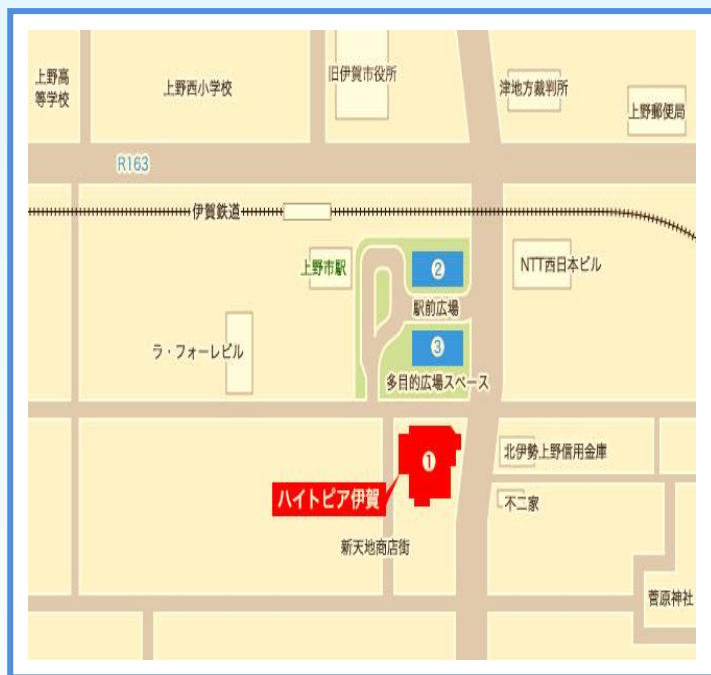 上野高
等学校
上野西小学校
旧伊賀市役所
津地方裁判所
上野郵便局
R163
伊賀鉄道
上野市駅
②
NTT西日本ビル
駅前広場
③
ラ・フォーレビル
多目的広場スペース
①
北伊勢上野信用金庫
ハイトピア伊賀
不二家
新天地商店街
菅原神社